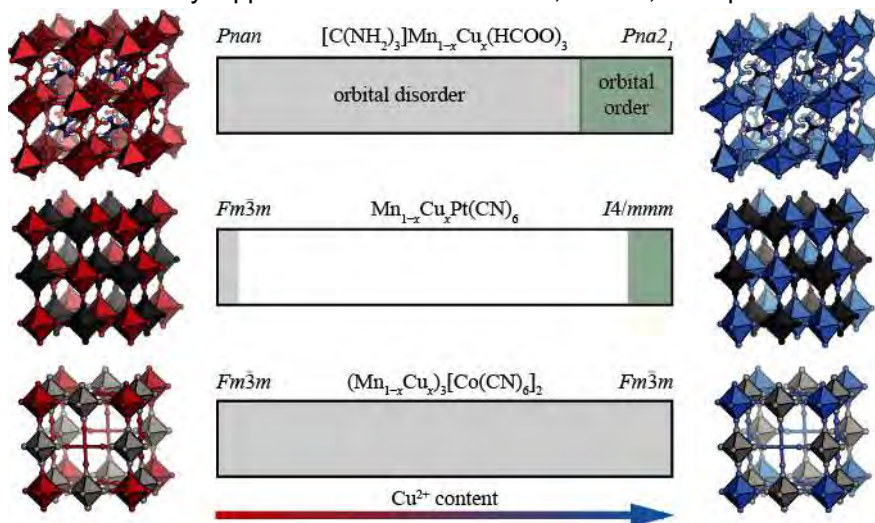 Pnan [C(NH₂)₃]Mn₁₋ₓCuₓ(HCOO)₃ Pna2₁
orbital disorder
orbital
order
Fm3̄m Mn₁₋ₓCuₓPt(CN)₆ I4/mmm
Fm3̄m (Mn₁₋ₓCuₓ)₃[Co(CN)₆]₂ Fm3̄m
Cu²⁺ content